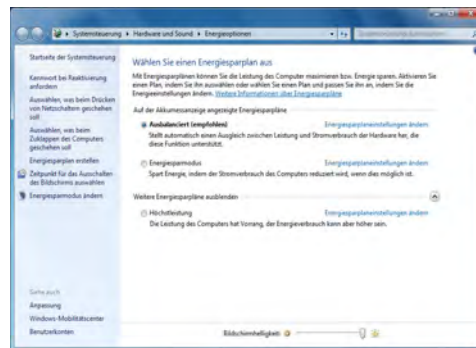 Systemsteuerung ▸ Hardware und Sound ▸ Energieoptionen
Startseite der Systemsteuerung
Kennwort bei Reaktivierung
anfordern
Auswählen, was beim Drücken
von Netzschaltern geschehen
soll
Auswählen, was beim
Zuklappen des Computers
geschehen soll
Energiesparplan erstellen
Zeitpunkt für das Ausschalten
des Bildschirms auswählen
Energiesparmodus ändern
Siehe auch
Anpassung
Windows-Mobilitätscenter
Benutzerkonten
Wählen Sie einen Energiesparplan aus
Mit Energiesparplänen können Sie die Leistung des Computer maximieren bzw. Energie sparen. Aktivieren Sie
einen Plan, indem Sie ihn auswählen oder wählen Sie einen Plan und passen Sie ihn an, indem Sie die
Energieeinstellungen ändern. Weitere Informationen über Energiesparpläne
Auf der Akkumessanzeige angezeigte Energiesparpläne
Ausbalanciert (empfohlen) Energiesparplaneinstellungen ändern
Stellt automatisch einen Ausgleich zwischen Leistung und Stromverbrauch der Hardware her, die
diese Funktion unterstützt.
Energiesparmodus Energiesparplaneinstellungen ändern
Spart Energie, indem der Stromverbrauch des Computers reduziert wird, wenn dies möglich ist.
Weitere Energiesparpläne ausblenden
Höchstleistung Energiesparplaneinstellungen ändern
Die Leistung des Computers hat Vorrang, der Energieverbrauch kann aber höher sein.
Bildschirmhelligkeit: